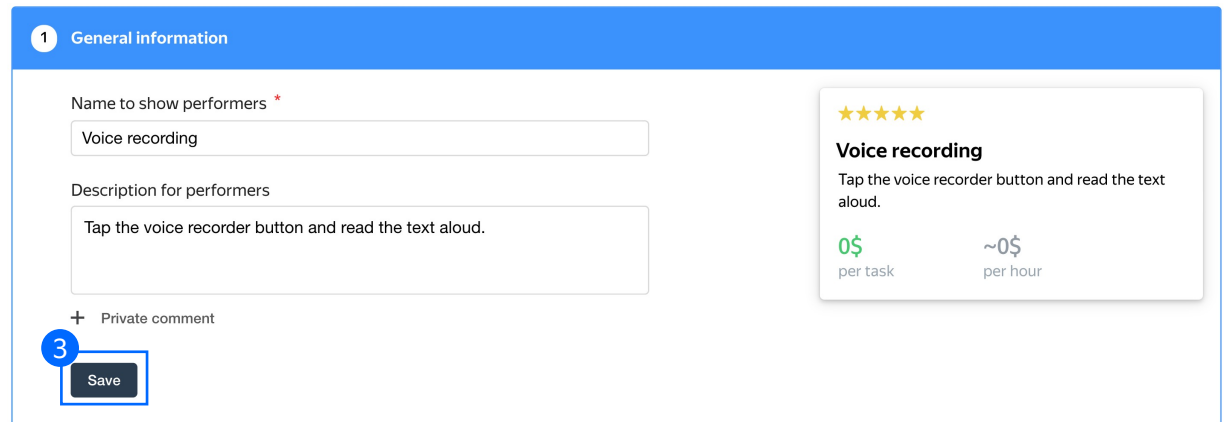 1 General information
Name to show performers *
Voice recording
Description for performers
Tap the voice recorder button and read the text aloud.
+ Private comment
3
Save
★★★★★
Voice recording
Tap the voice recorder button and read the text
aloud.
0$ ~0$
per task per hour